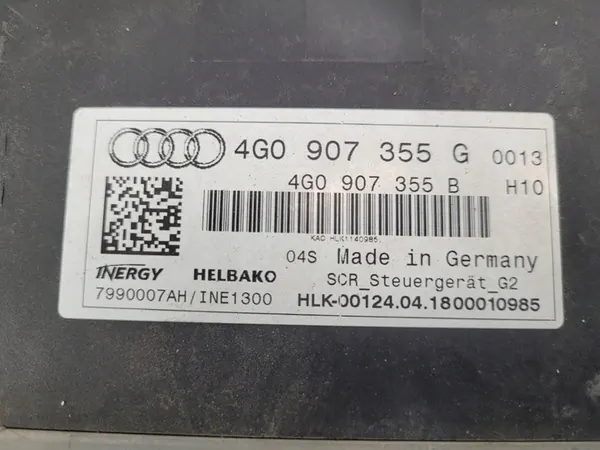 4G0 907 355 G 0013
4G0 907 355 B H10
KAC HLK1140985
04S Made in Germany
INERGY HELBAKO SCR_Steuergerät_G2
7990007AH/INE1300 HLK-00124.04.1800010985